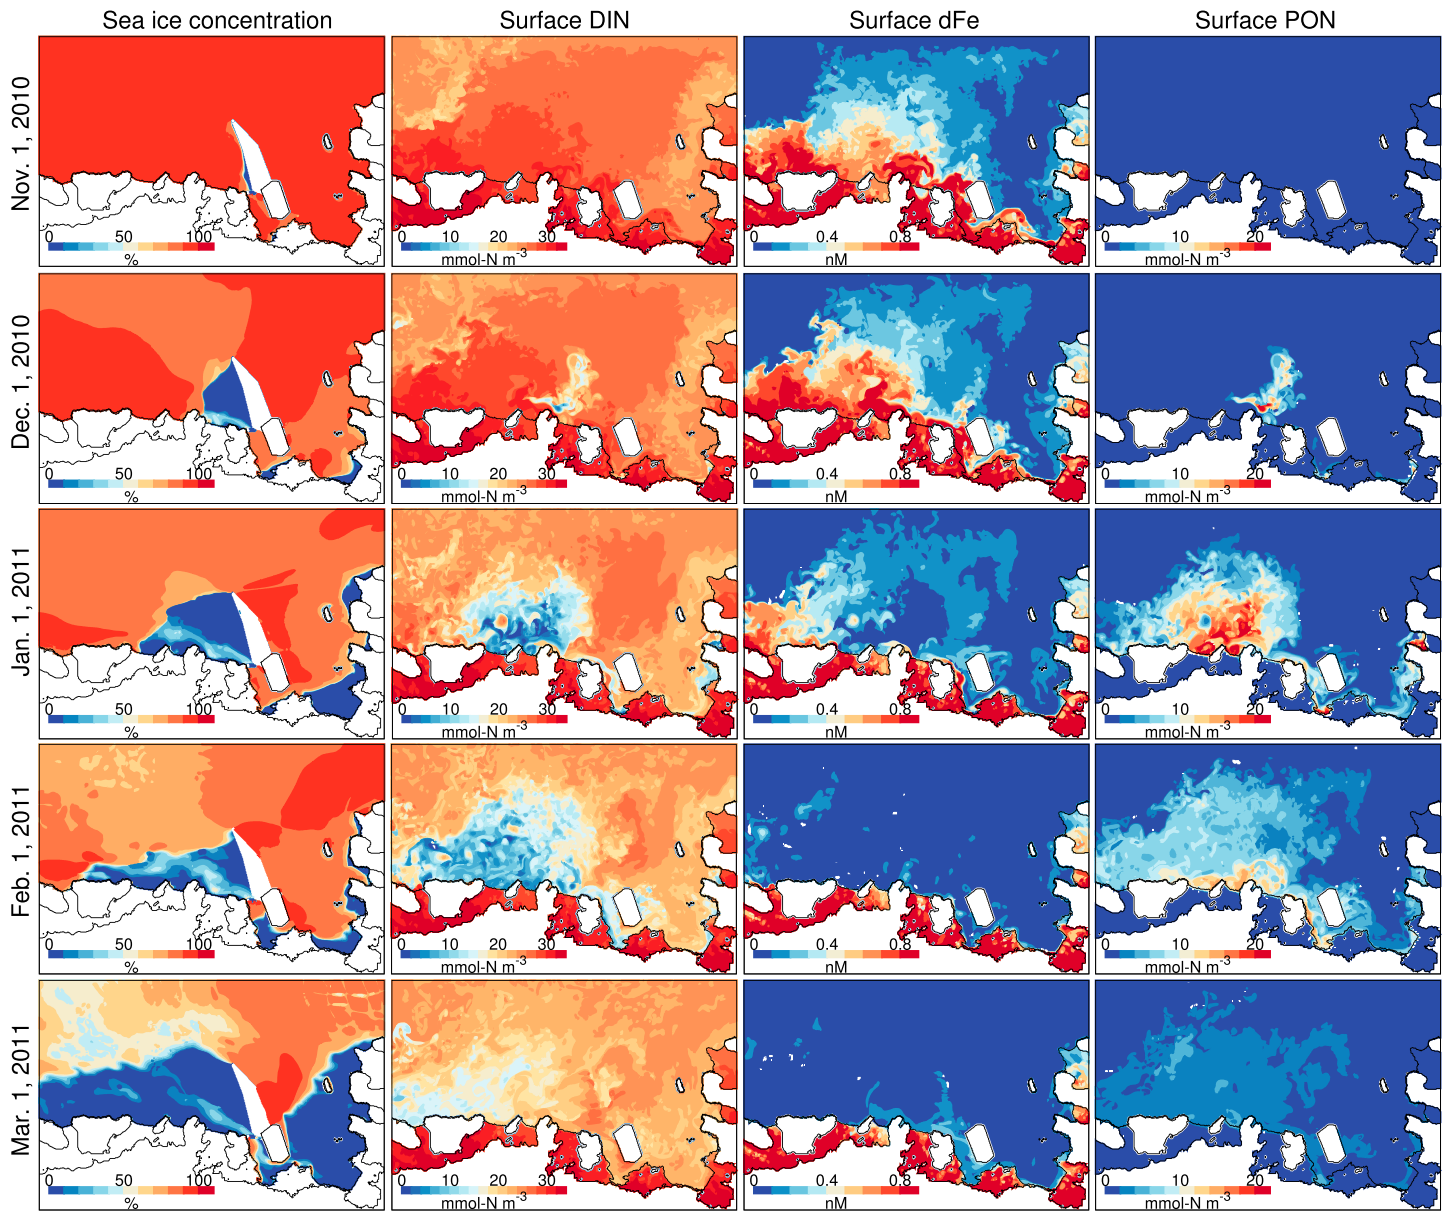 Sea ice concentration Surface DIN Surface dFe Surface PON
Nov. 1, 2010
0 50 100
%
0 10 20 30
mmol-N m-3
0 0.4 0.8
nM
0 10 20
mmol-N m-3
Dec. 1, 2010
0 50 100
%
0 10 20 30
mmol-N m-3
0 0.4 0.8
nM
0 10 20
mmol-N m-3
Jan. 1, 2011
0 50 100
%
0 10 20 30
mmol-N m-3
0 0.4 0.8
nM
0 10 20
mmol-N m-3
Feb. 1, 2011
0 50 100
%
0 10 20 30
mmol-N m-3
0 0.4 0.8
nM
0 10 20
mmol-N m-3
Mar. 1, 2011
0 50 100
%
0 10 20 30
mmol-N m-3
0 0.4 0.8
nM
0 10 20
mmol-N m-3